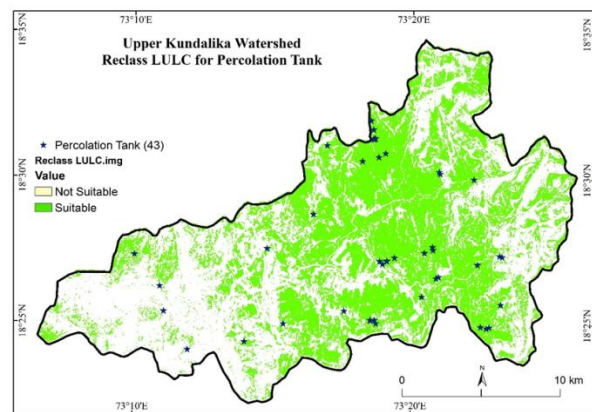 73°10'E
73°20'E
18°35'N
18°35'N
Upper Kundalika Watershed
Reclass LULC for Percolation Tank
Percolation Tank (43)
Reclass LULC.img
Value
Not Suitable
Suitable
18°30'N
18°30'N
18°25'N
18°25'N
N
0
10 km
73°10'E
73°20'E